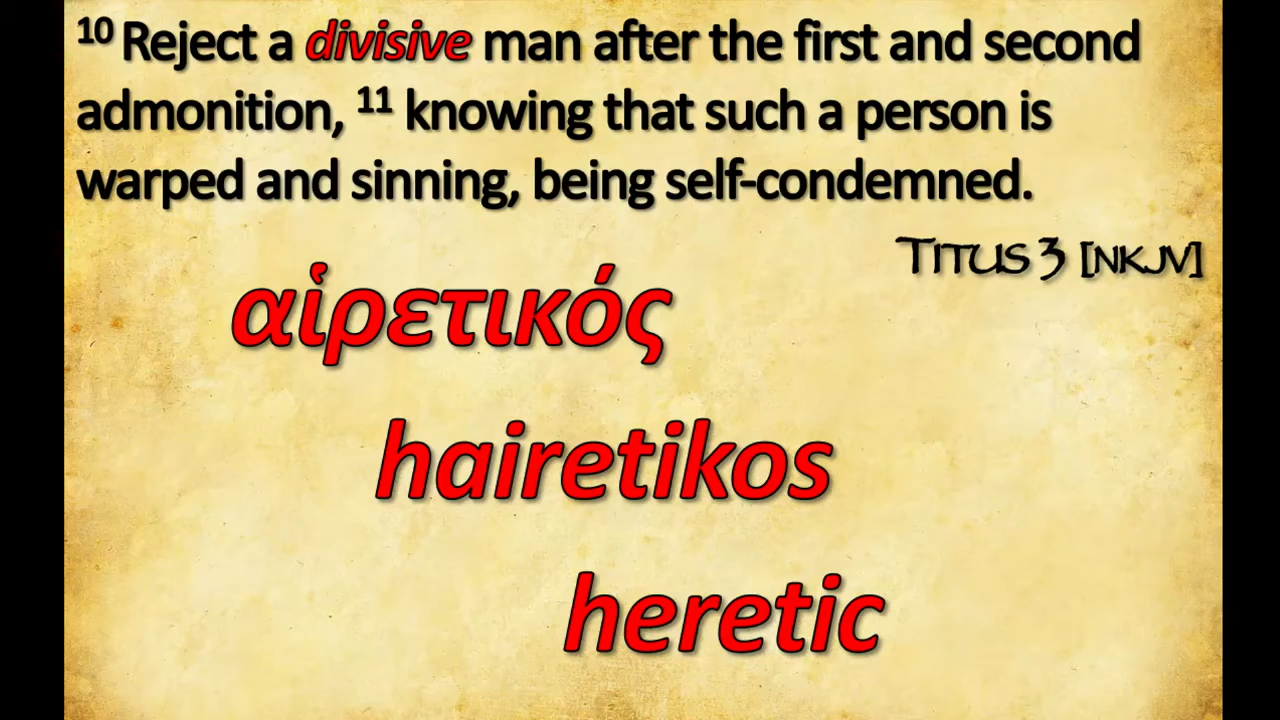 10 Reject a divisive man after the first and second
admonition, 11 knowing that such a person is
warped and sinning, being self-condemned.
Titus 3 [NKJV]
αἱρετικός
hairetikos
heretic